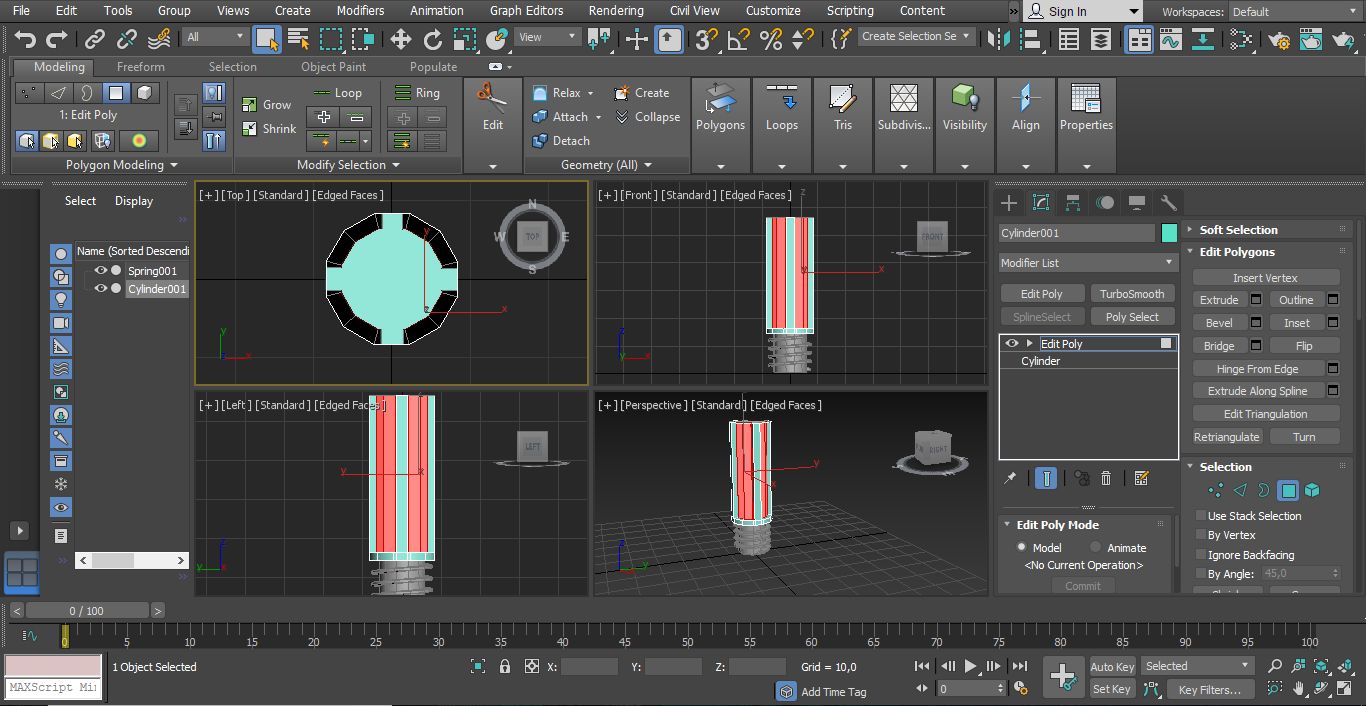 File Edit Tools Group Views Create Modifiers Animation Graph Editors Rendering Civil View Customize Scripting Content » Sign In Workspaces: Default
All View Create Selection Se
Modeling Freeform Selection Object Paint Populate
1: Edit Poly
Polygon Modeling
Grow Shrink
Loop Ring
Modify Selection
Edit
Relax Create
Attach Collapse
Detach
Geometry (All)
Polygons Loops Tris Subdivis... Visibility Align Properties
Select Display
Name (Sorted Descendi
Spring001
Cylinder001
[+] [Top] [Standard] [Edged Faces]
N
W TOP E
S
y
x
z
y
x
[+] [Front] [Standard] [Edged Faces]
FRONT
z
x
y
z
y
x
[+] [Left] [Standard] [Edged Faces]
LEFT
y
x
z
y
x
[+] [Perspective] [Standard] [Edged Faces]
RIGHT
y
x
z
y
Cylinder001
Modifier List
Edit Poly TurboSmooth
SplineSelect Poly Select
Edit Poly
Cylinder
Edit Poly Mode
Model Animate
<No Current Operation>
Commit
Soft Selection
Edit Polygons
Insert Vertex
Extrude Outline
Bevel Inset
Bridge Flip
Hinge From Edge
Extrude Along Spline
Edit Triangulation
Retriangulate Turn
Selection
Use Stack Selection
By Vertex
Ignore Backfacing
By Angle: 45,0
< 0 / 100 >
0 5 10 15 20 25 30 35 40 45 50 55 60 65 70 75 80 85 90 95 100
1 Object Selected
MAXScript Mi
X: Y: Z: Grid = 10,0
Add Time Tag
0
Auto Key Selected
Set Key Key Filters...